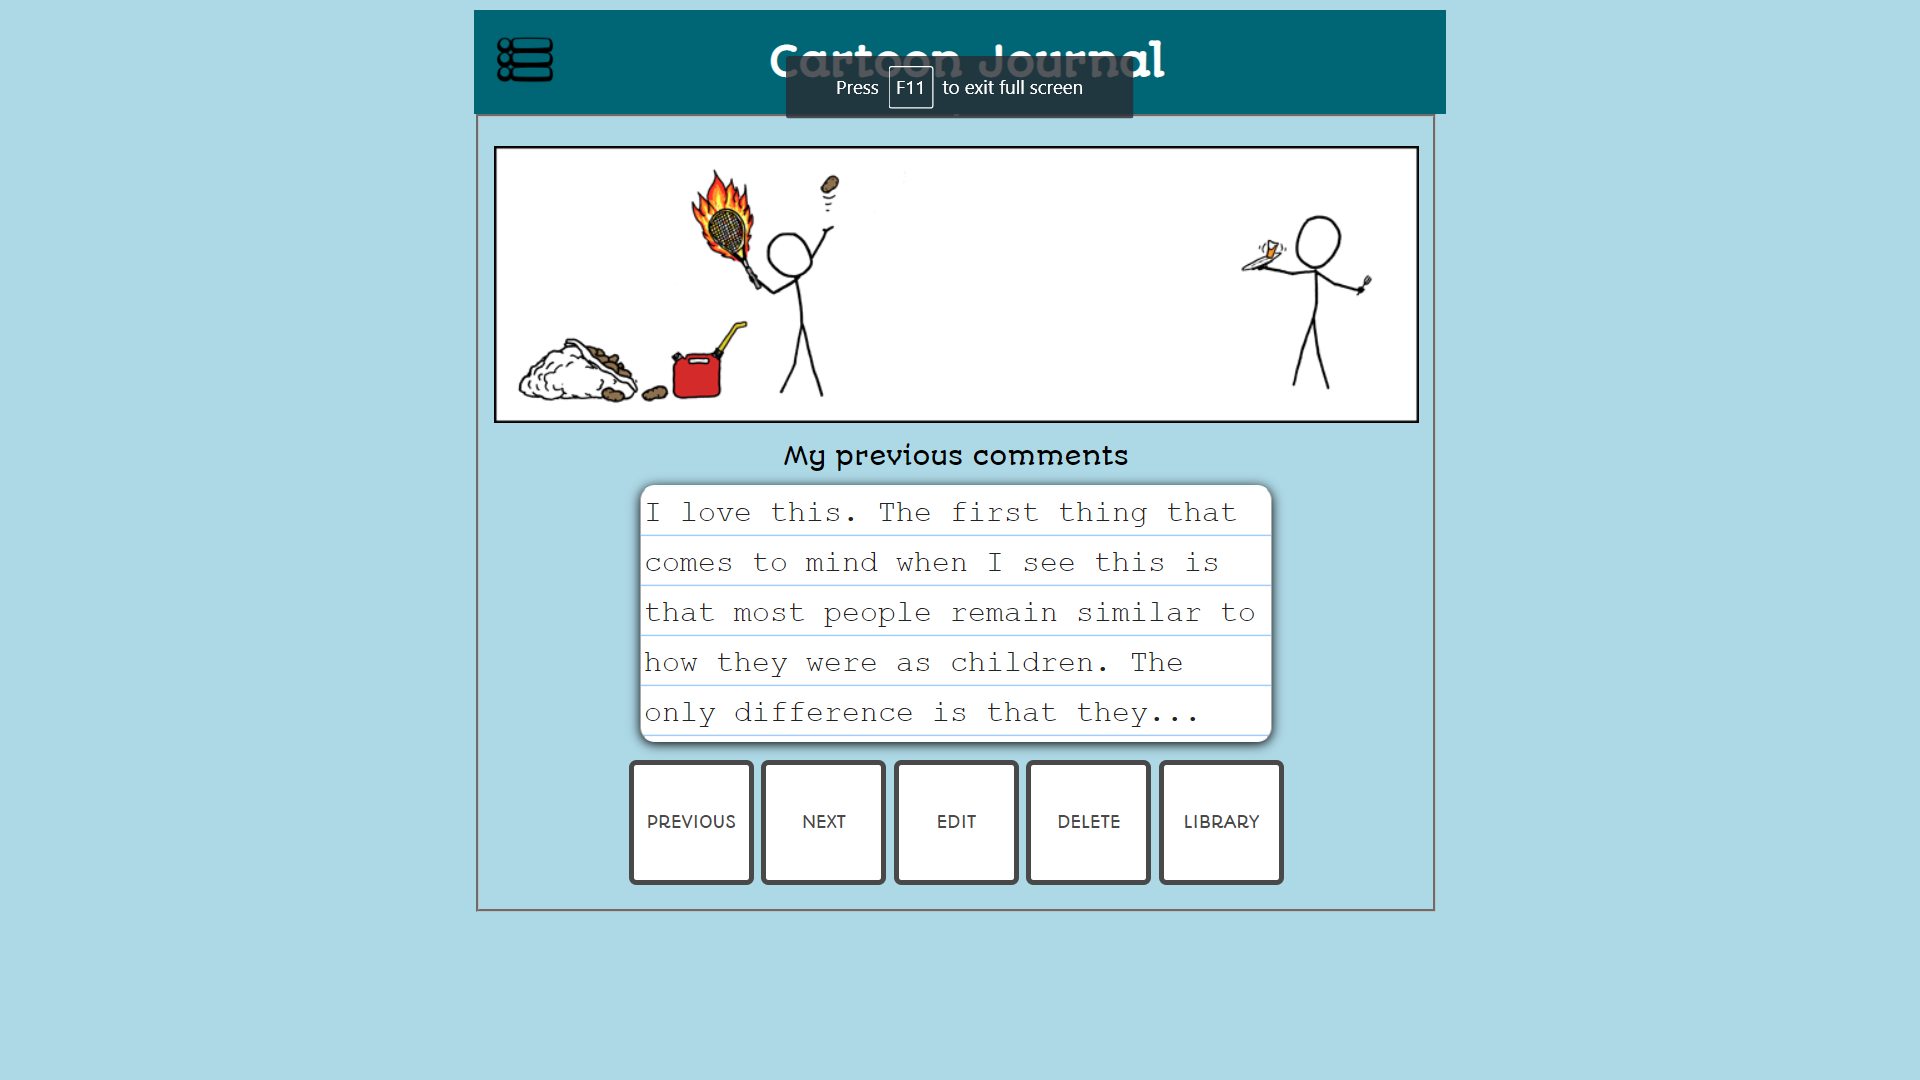 Cartoon Journal
Press F11 to exit full screen
My previous comments
I love this. The first thing that
comes to mind when I see this is
that most people remain similar to
how they were as children. The
only difference is that they...
PREVIOUS
NEXT
EDIT
DELETE
LIBRARY